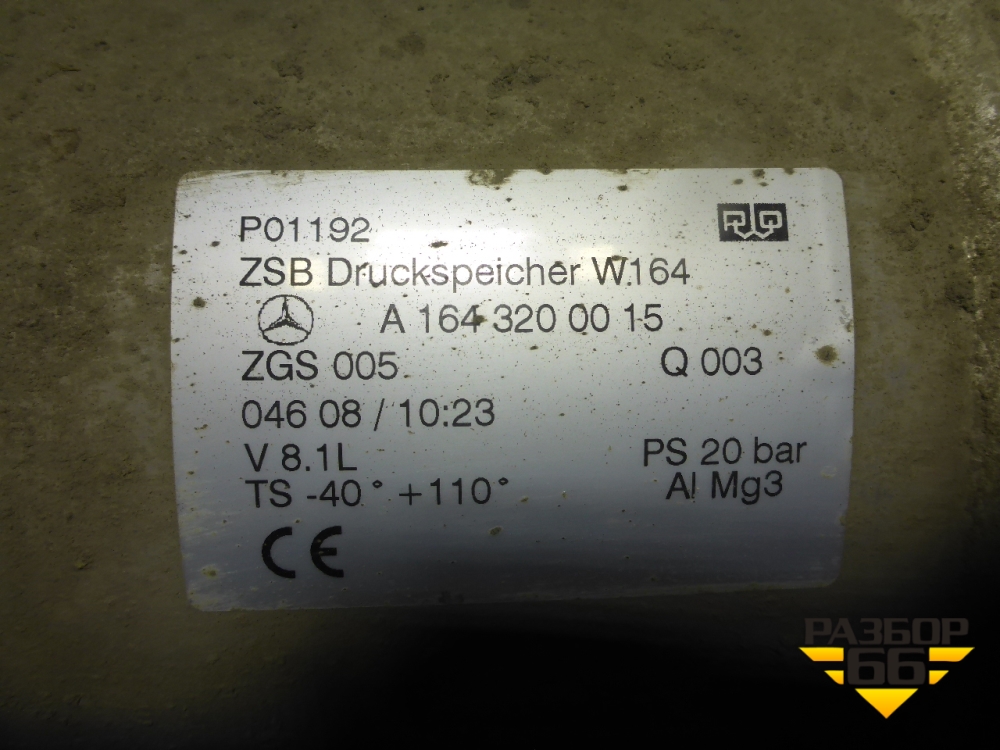 P01192
ZSB Druckspeicher W.164
A 164 320 00 15
ZGS 005 Q 003
046 08 / 10:23
V 8.1L PS 20 bar
TS -40° +110° Al Mg3
CE
РАЗБОР
66